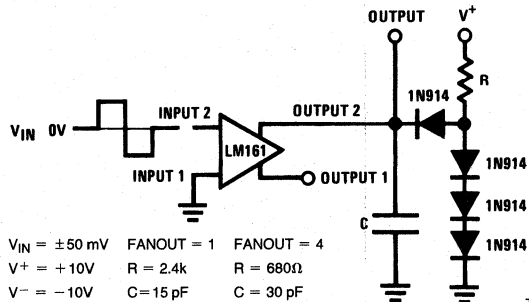 OUTPUT
V+
1N914
R
INPUT 2
OUTPUT 2
VIN 0V
LM161
1N914
INPUT 1
OUTPUT 1
1N914
C
1N914
VIN = ±50 mV FANOUT = 1 FANOUT = 4
V+ = +10V R = 2.4k R = 680Ω
V− = −10V C=15 pF C = 30 pF